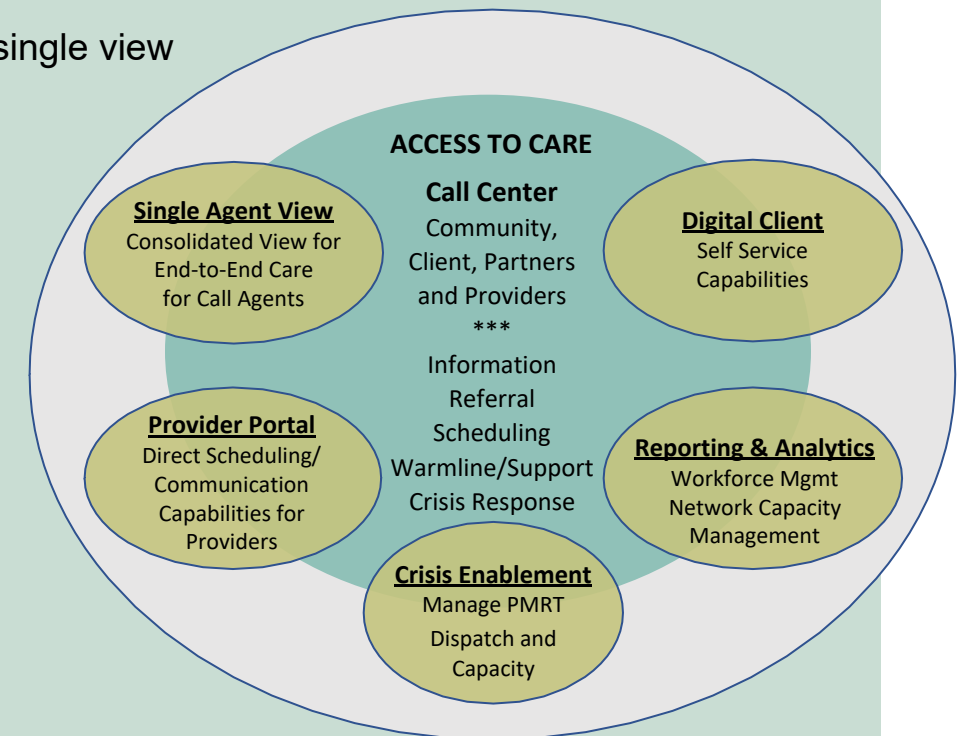 single view
ACCESS TO CARE
Call Center
Community,
Client, Partners
and Providers
***
Information
Referral
Scheduling
Warmline/Support
Crisis Response
Single Agent View
Consolidated View for
End-to-End Care
for Call Agents
Digital Client
Self Service
Capabilities
Provider Portal
Direct Scheduling/
Communication
Capabilities for
Providers
Reporting & Analytics
Workforce Mgmt
Network Capacity
Management
Crisis Enablement
Manage PMRT
Dispatch and
Capacity